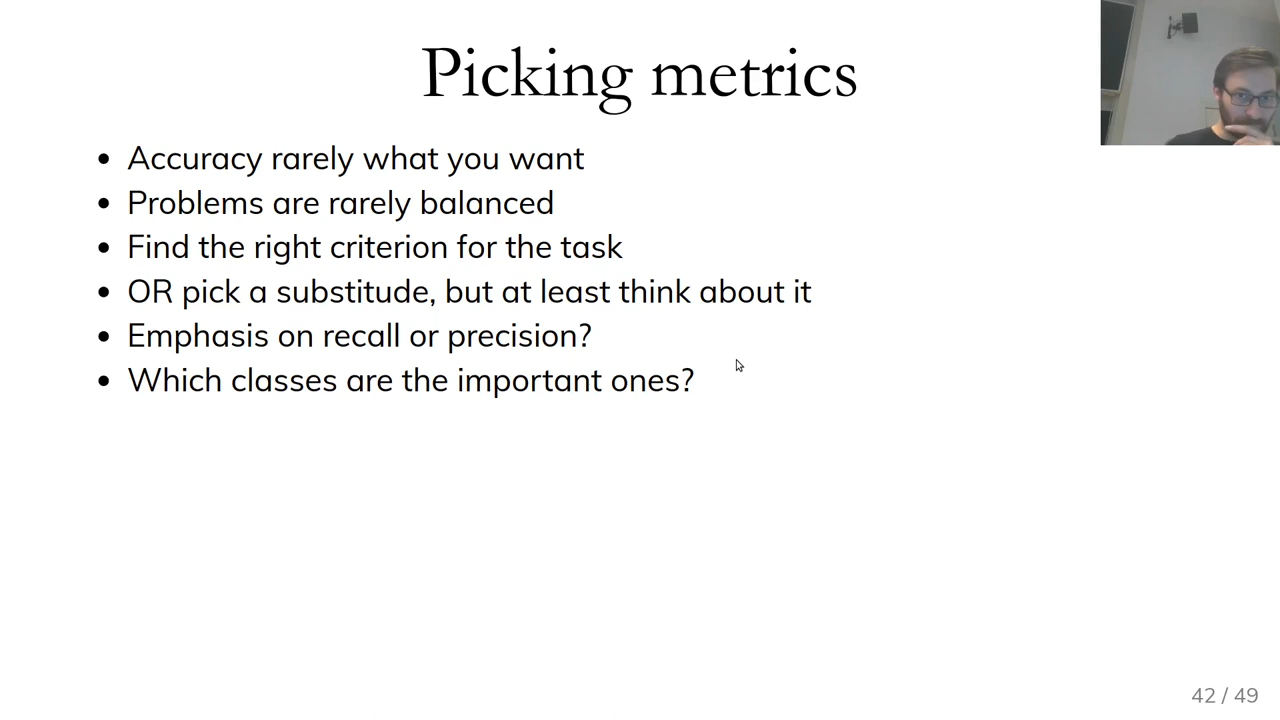 Picking metrics
• Accuracy rarely what you want
• Problems are rarely balanced
• Find the right criterion for the task
• OR pick a substitude, but at least think about it
• Emphasis on recall or precision?
• Which classes are the important ones?
42 / 49